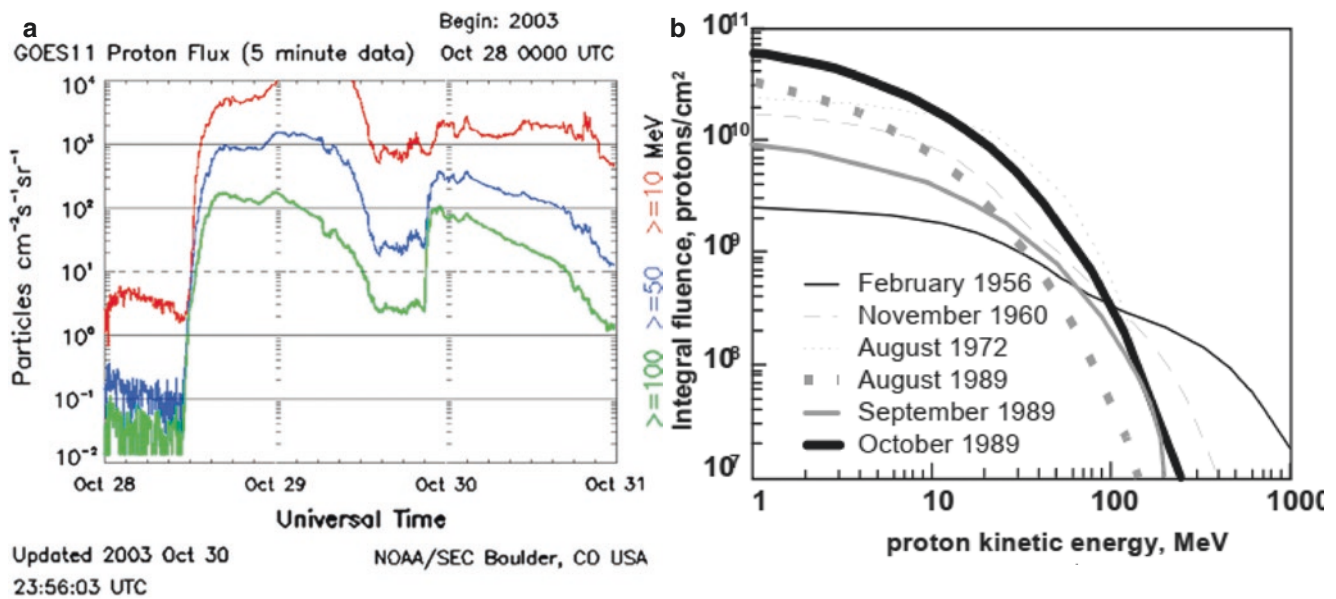 a
Begin: 2003
GOES11 Proton Flux (5 minute data) Oct 28 0000 UTC
Particles cm⁻²s⁻¹sr⁻¹
10⁴
10³
10²
10¹
10⁰
10⁻¹
10⁻²
Oct 28 Oct 29 Oct 30 Oct 31
Universal Time
>=100 >=50 >=10 MeV
Updated 2003 Oct 30 NOAA/SEC Boulder, CO USA
23:56:03 UTC
b
Integral fluence, protons/cm²
10¹¹
10¹⁰
10⁹
10⁸
10⁷
February 1956
November 1960
August 1972
August 1989
September 1989
October 1989
1 10 100 1000
proton kinetic energy, MeV